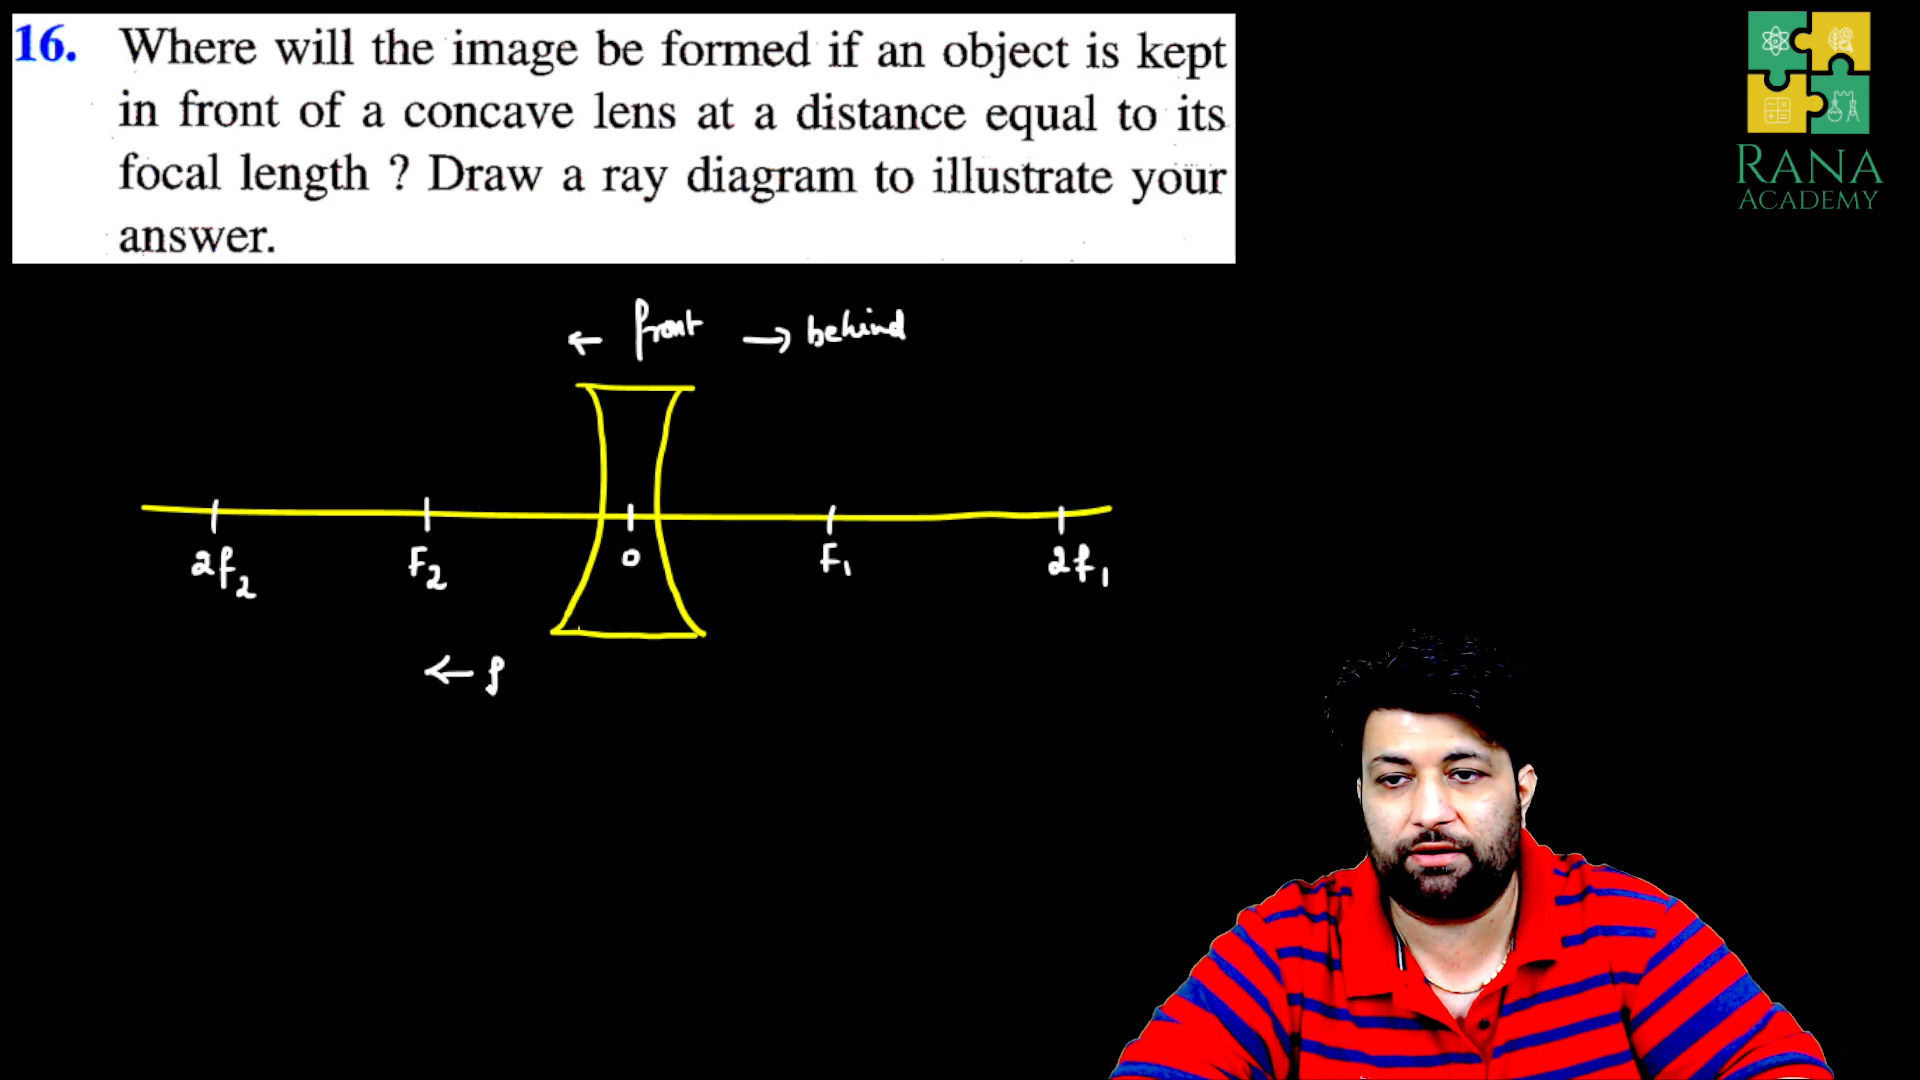 16. Where will the image be formed if an object is kept
in front of a concave lens at a distance equal to its
focal length ? Draw a ray diagram to illustrate your
answer.
RANA
ACADEMY
← front → behind
2f2 F2 O F1 2f1
← f